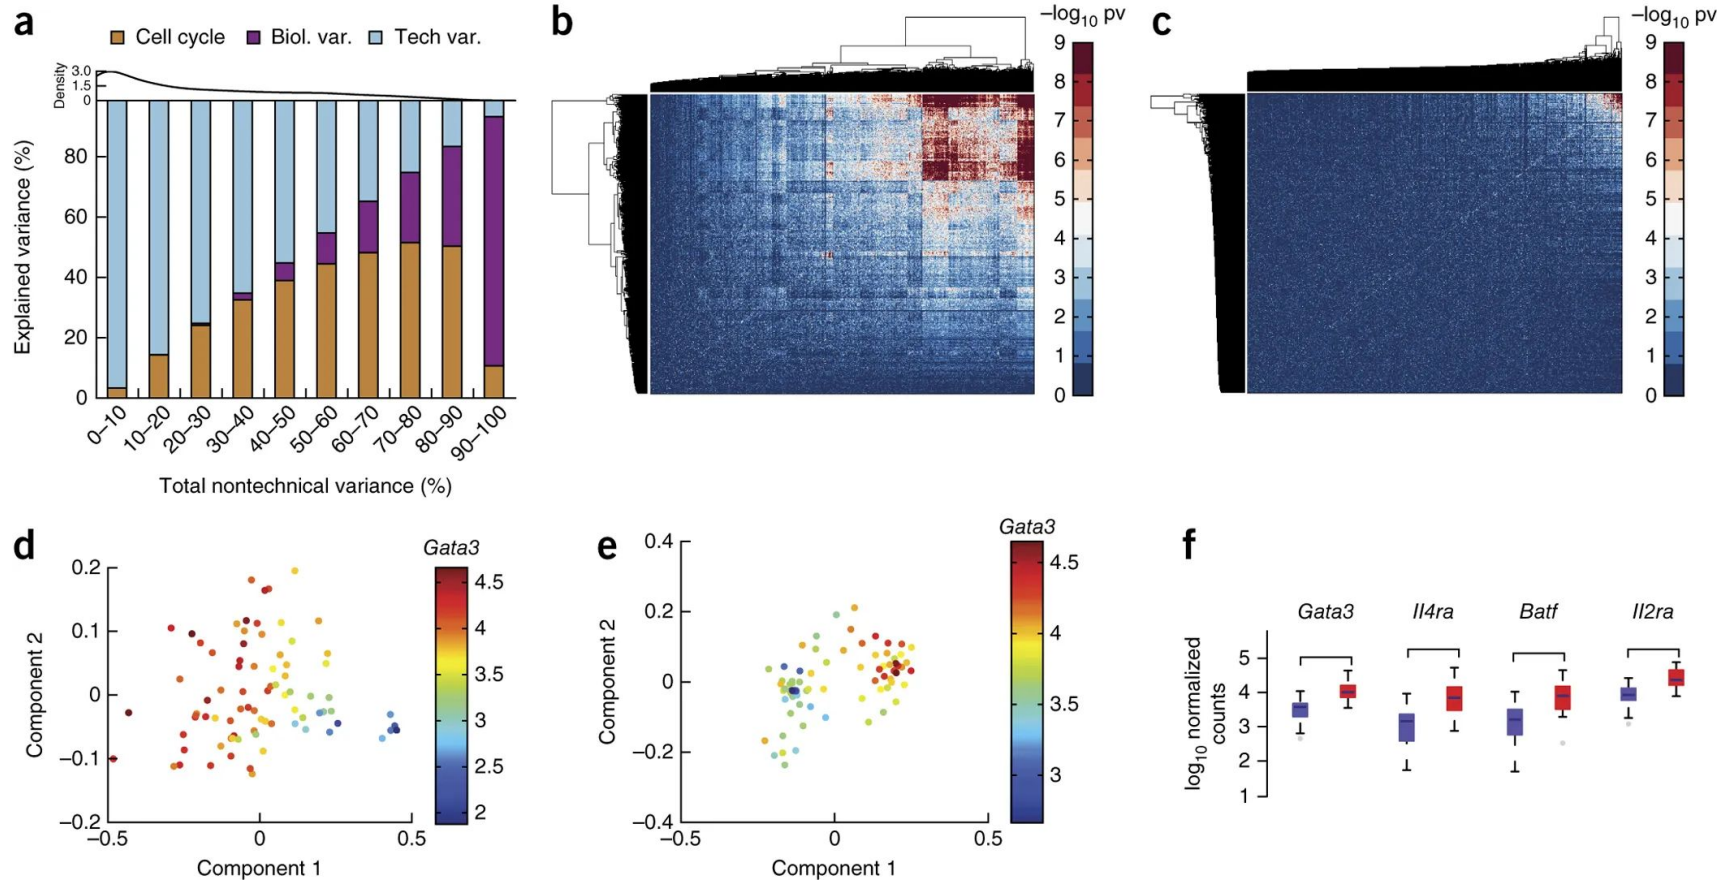 a
Cell cycle Biol. var. Tech var.
Density
3.0
1.5
0
Explained variance (%)
80
60
40
20
0
0–10 10–20 20–30 30–40 40–50 50–60 60–70 70–80 80–90 90–100
Total nontechnical variance (%)
b
–log10 pv
9
8
7
6
5
4
3
2
1
0
c
–log10 pv
9
8
7
6
5
4
3
2
1
0
d
Gata3
4.5
4
3.5
3
2.5
2
Component 2
0.2
0.1
0
–0.1
–0.2
–0.5 0 0.5
Component 1
e
Gata3
4.5
4
3.5
3
Component 2
0.4
0.2
0
–0.2
–0.4
–0.5 0 0.5
Component 1
f
Gata3 Il4ra Batf Il2ra
log10 normalized
counts
5
4
3
2
1